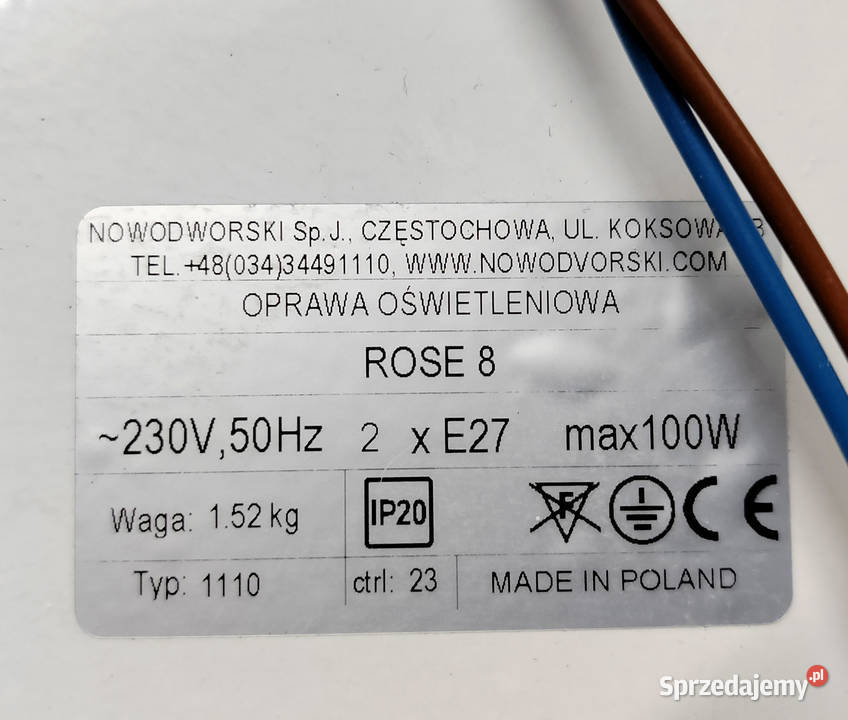 NOWODWORSKI Sp.J., CZĘSTOCHOWA, UL. KOKSOWA
TEL.+48(034)34491110, WWW.NOWODVORSKI.COM
OPRAWA OŚWIETLENIOWA
ROSE 8
~230V,50Hz 2 x E27 max100W
Waga: 1.52 kg IP20 F CE
Typ: 1110 ctrl: 23 MADE IN POLAND
Sprzedajemy.pl